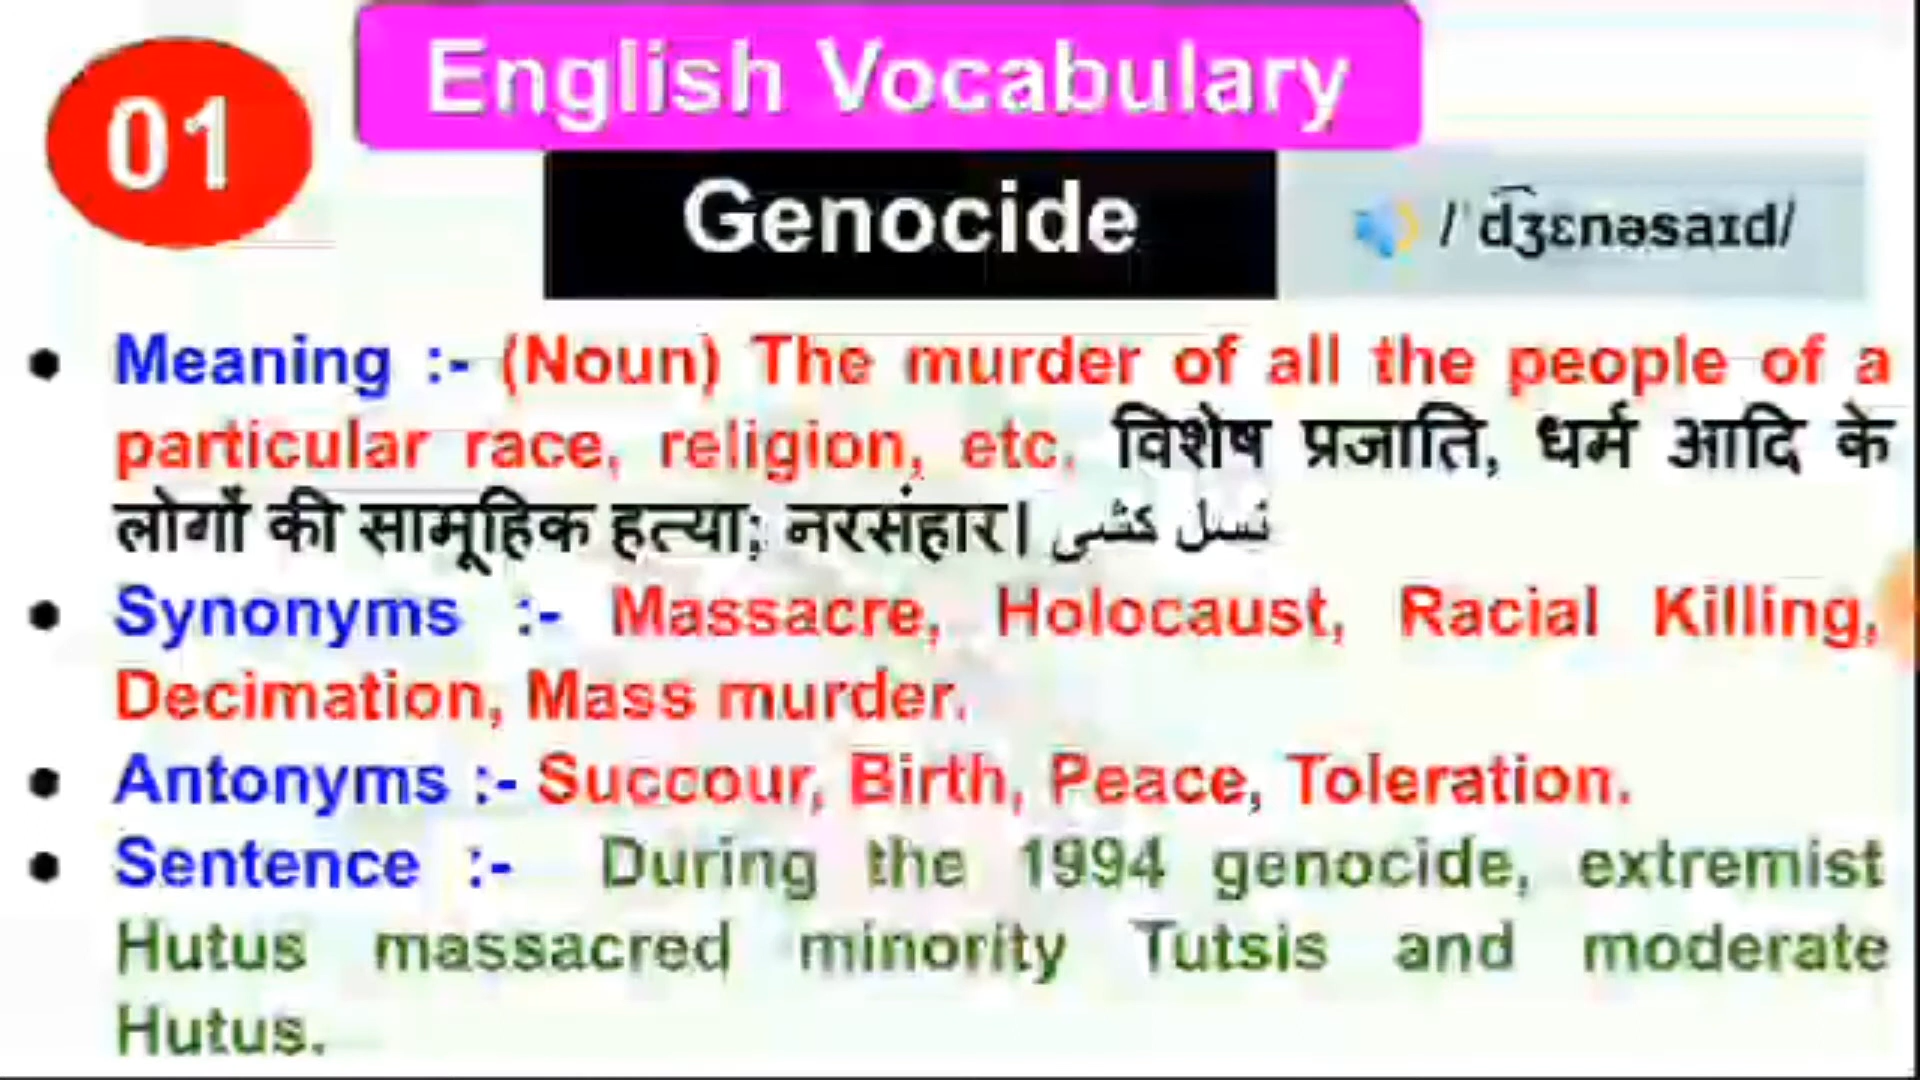 01
English Vocabulary
Genocide
/ˈd͡ʒɛnəsaɪd/
• Meaning :- (Noun) The murder of all the people of a
particular race, religion, etc. विशेष प्रजाति, धर्म आदि के
लोगों की सामूहिक हत्या; नरसंहार। نسل کشی
• Synonyms :- Massacre, Holocaust, Racial Killing,
Decimation, Mass murder.
• Antonyms :- Succour, Birth, Peace, Toleration.
• Sentence :- During the 1994 genocide, extremist
Hutus massacred minority Tutsis and moderate
Hutus.